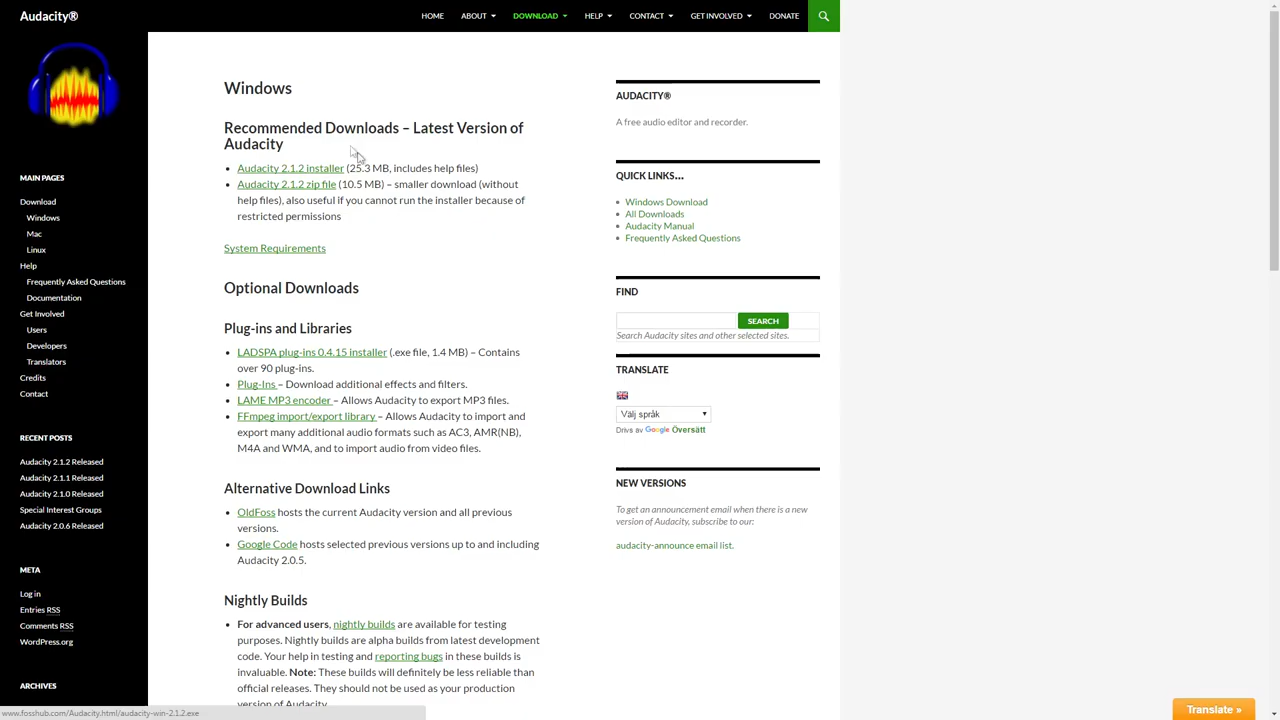 Audacity®
HOME ABOUT DOWNLOAD HELP CONTACT GET INVOLVED DONATE
MAIN PAGES
Download
Windows
Mac
Linux
Help
Frequently Asked Questions
Documentation
Get Involved
Users
Developers
Translators
Credits
Contact
RECENT POSTS
Audacity 2.1.2 Released
Audacity 2.1.1 Released
Audacity 2.1.0 Released
Special Interest Groups
Audacity 2.0.6 Released
META
Log in
Entries RSS
Comments RSS
WordPress.org
ARCHIVES
Windows
Recommended Downloads – Latest Version of
Audacity
Audacity 2.1.2 installer (25.3 MB, includes help files)
Audacity 2.1.2 zip file (10.5 MB) – smaller download (without
help files), also useful if you cannot run the installer because of
restricted permissions
System Requirements
Optional Downloads
Plug-ins and Libraries
LADSPA plug-ins 0.4.15 installer (.exe file, 1.4 MB) – Contains
over 90 plug-ins.
Plug-Ins – Download additional effects and filters.
LAME MP3 encoder – Allows Audacity to export MP3 files.
FFmpeg import/export library – Allows Audacity to import and
export many additional audio formats such as AC3, AMR(NB),
M4A and WMA, and to import audio from video files.
Alternative Download Links
OldFoss hosts the current Audacity version and all previous
versions.
Google Code hosts selected previous versions up to and including
Audacity 2.0.5.
Nightly Builds
For advanced users, nightly builds are available for testing
purposes. Nightly builds are alpha builds from latest development
code. Your help in testing and reporting bugs in these builds is
invaluable. Note: These builds will definitely be less reliable than
official releases. They should not be used as your production
version of Audacity.
AUDACITY®
A free audio editor and recorder.
QUICK LINKS...
Windows Download
All Downloads
Audacity Manual
Frequently Asked Questions
FIND
SEARCH
Search Audacity sites and other selected sites.
TRANSLATE
Välj språk
Drivs av Google Översätt
NEW VERSIONS
To get an announcement email when there is a new
version of Audacity, subscribe to our:
audacity-announce email list.
www.fosshub.com/Audacity.html/audacity-win-2.1.2.exe
Translate »